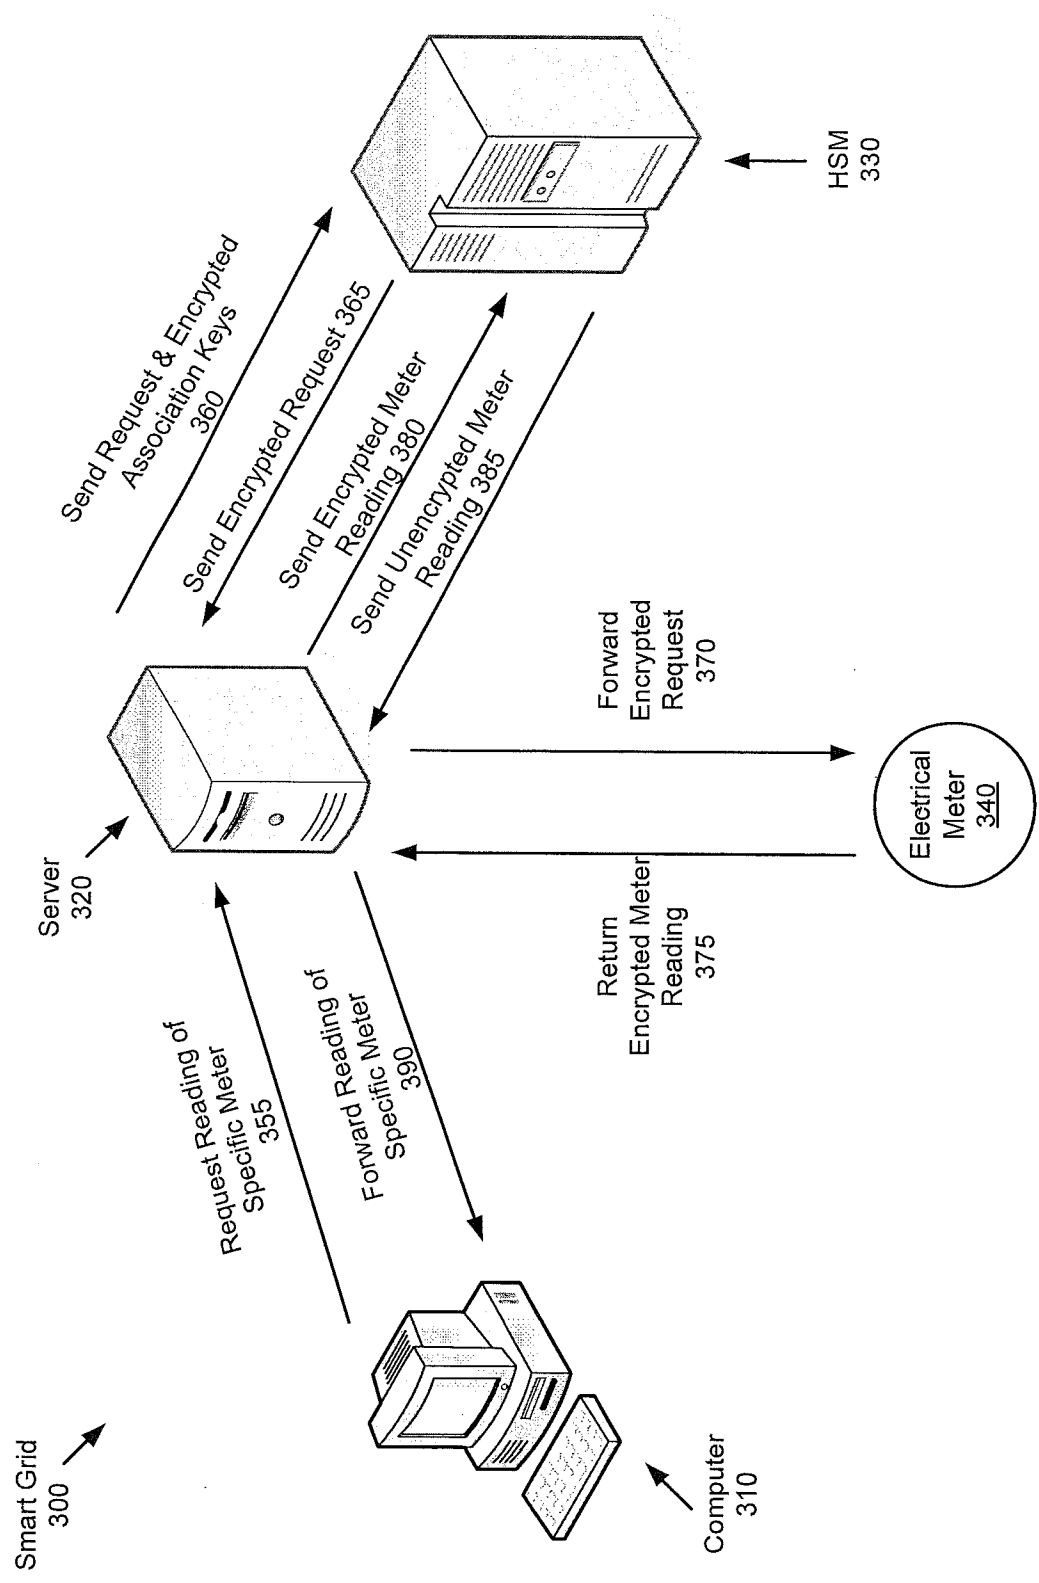 Smart Grid
300
Server
320
Send Request & Encrypted
Association Keys
360
Send Encrypted Request 365
Send Encrypted Meter
Reading 380
Send Unencrypted Meter
Reading 385
HSM
330
Request Reading of
Specific Meter
355
Forward Reading of
Specific Meter
390
Return
Encrypted Meter
Reading
375
Forward
Encrypted
Request
370
Computer
310
Electrical
Meter
340